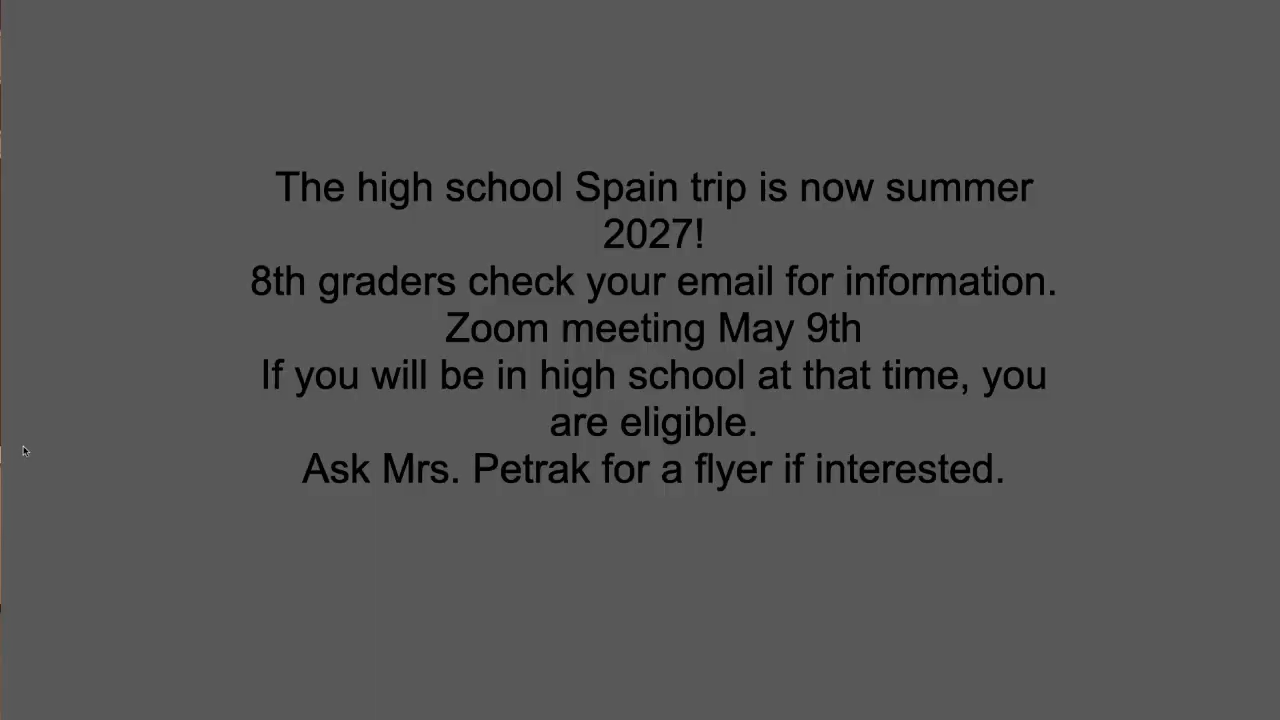 The high school Spain trip is now summer
2027!
8th graders check your email for information.
Zoom meeting May 9th
If you will be in high school at that time, you
are eligible.
Ask Mrs. Petrak for a flyer if interested.